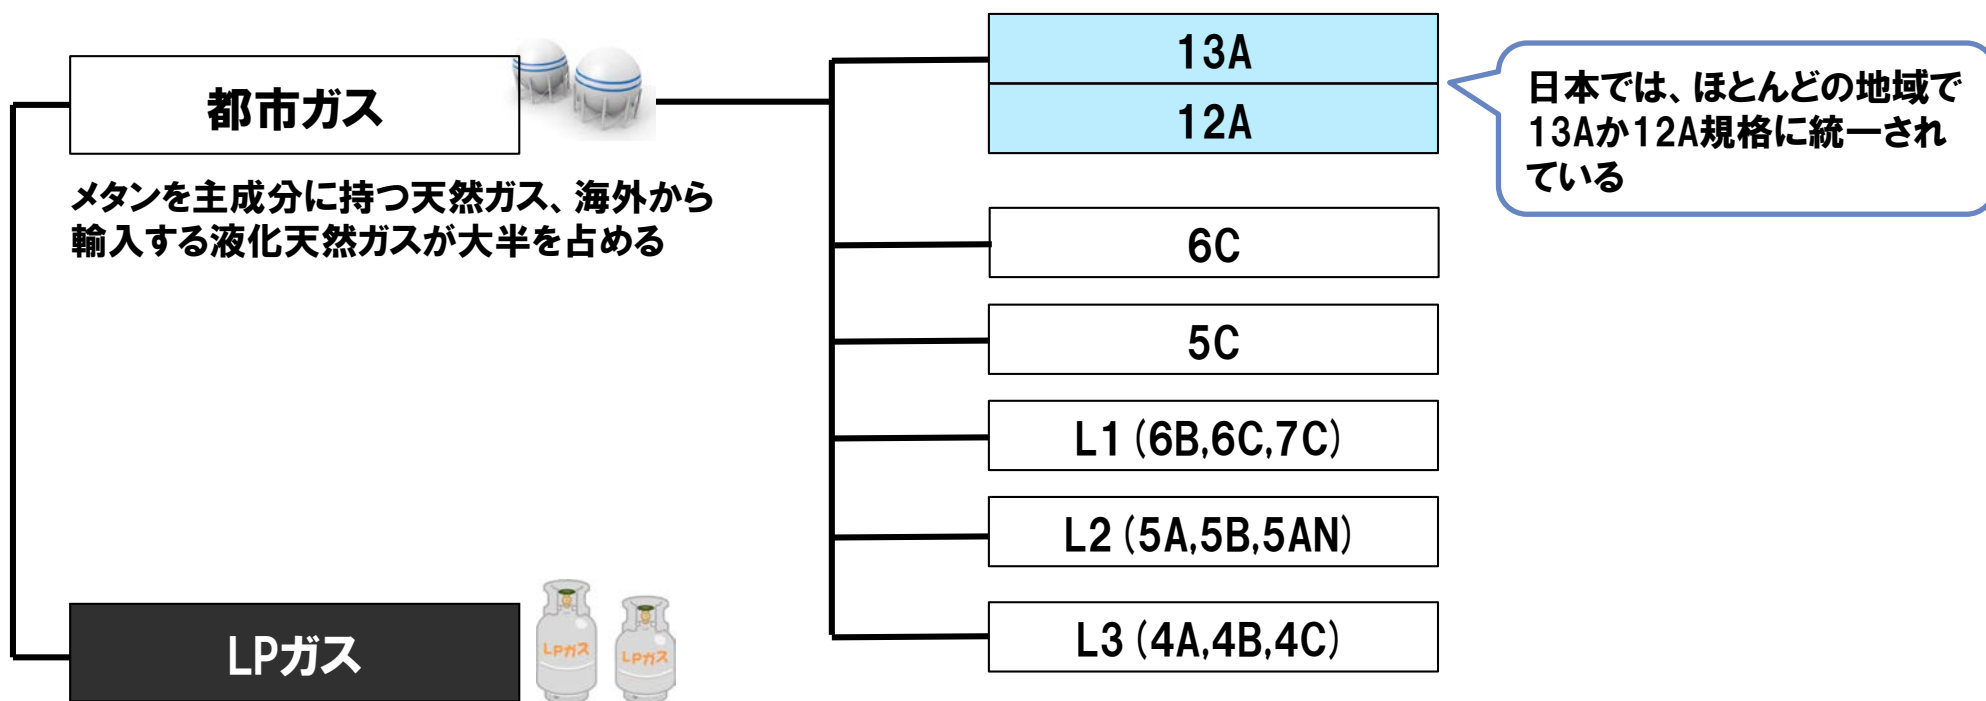 都市ガス
メタンを主成分に持つ天然ガス、海外から
輸入する液化天然ガスが大半を占める
LPガス
LPガス
LPガス
13A
12A
6C
5C
L1(6B,6C,7C)
L2(5A,5B,5AN)
L3(4A,4B,4C)
日本では、ほとんどの地域で
13Aか12A規格に統一され
ている